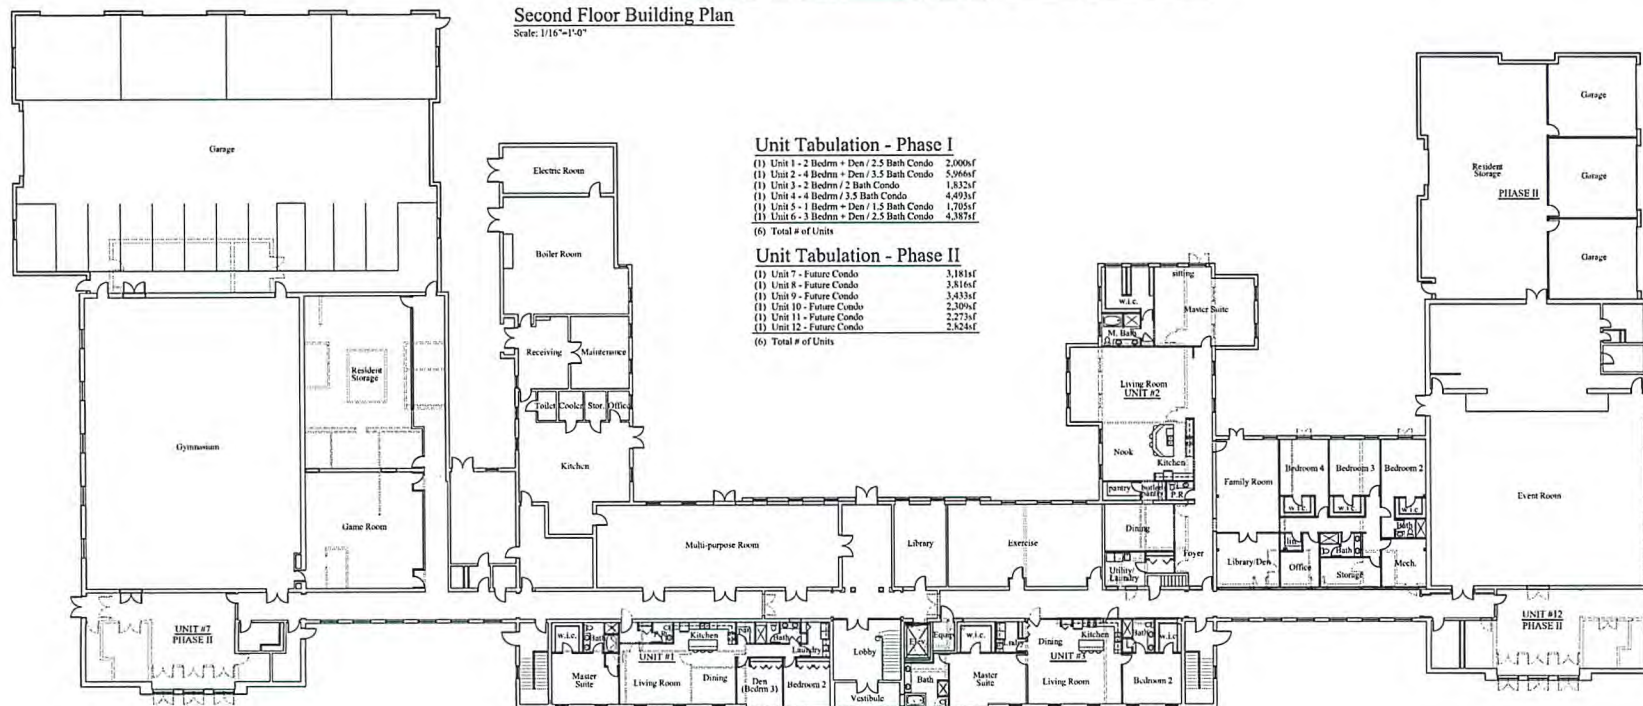 Second Floor Building Plan
Scale: 1/16"=1'-0"
Unit Tabulation - Phase I
(1) Unit 1 - 2 Bedrm + Den / 2.5 Bath Condo 2,000sf
(1) Unit 2 - 4 Bedrm + Den / 3.5 Bath Condo 5,966sf
(1) Unit 3 - 2 Bedrm / 2 Bath Condo 1,832sf
(1) Unit 4 - 4 Bedrm / 3.5 Bath Condo 4,493sf
(1) Unit 5 - 1 Bedrm + Den / 1.5 Bath Condo 1,705sf
(1) Unit 6 - 3 Bedrm + Den / 2.5 Bath Condo 4,387sf
(6) Total # of Units
Unit Tabulation - Phase II
(1) Unit 7 - Future Condo 3,181sf
(1) Unit 8 - Future Condo 3,816sf
(1) Unit 9 - Future Condo 3,433sf
(1) Unit 10 - Future Condo 2,309sf
(1) Unit 11 - Future Condo 2,273sf
(1) Unit 12 - Future Condo 2,824sf
(6) Total # of Units
Garage
Electric Room
Boiler Room
Receiving
Maintenance
Toilet
Cooler
Stor.
Office
Kitchen
Resident
Storage
Gymnasium
Game Room
Multi-purpose Room
Library
Exercise
sitting
w.i.c.
Master Suite
M. Bath
Living Room
UNIT #2
Nook
Kitchen
pantry
butler
pantry
P.R.
Dining
Foyer
Utility/
Laundry
Family Room
Bedroom 4
Bedroom 3
Bedroom 2
w.i.c.
w.i.c.
w.i.c.
Bath
Library/Den
lin.
Office
Bath
Storage
Mech.
Resident
Storage
PHASE II
Garage
Garage
Garage
Event Room
UNIT #7
PHASE II
w.i.c.
Bath
P.R.
Kitchen
Bath
Laundry
UNIT #1
Master
Suite
Living Room
Dining
Den
(Bedrm 3)
Bedroom 2
Lobby
Vestibule
Elev
Equip
Bath
w.i.c.
Lndry
Dining
Kitchen
UNIT #3
Bath
w.i.c
Master
Suite
Living Room
Bedroom 2
UNIT #12
PHASE II